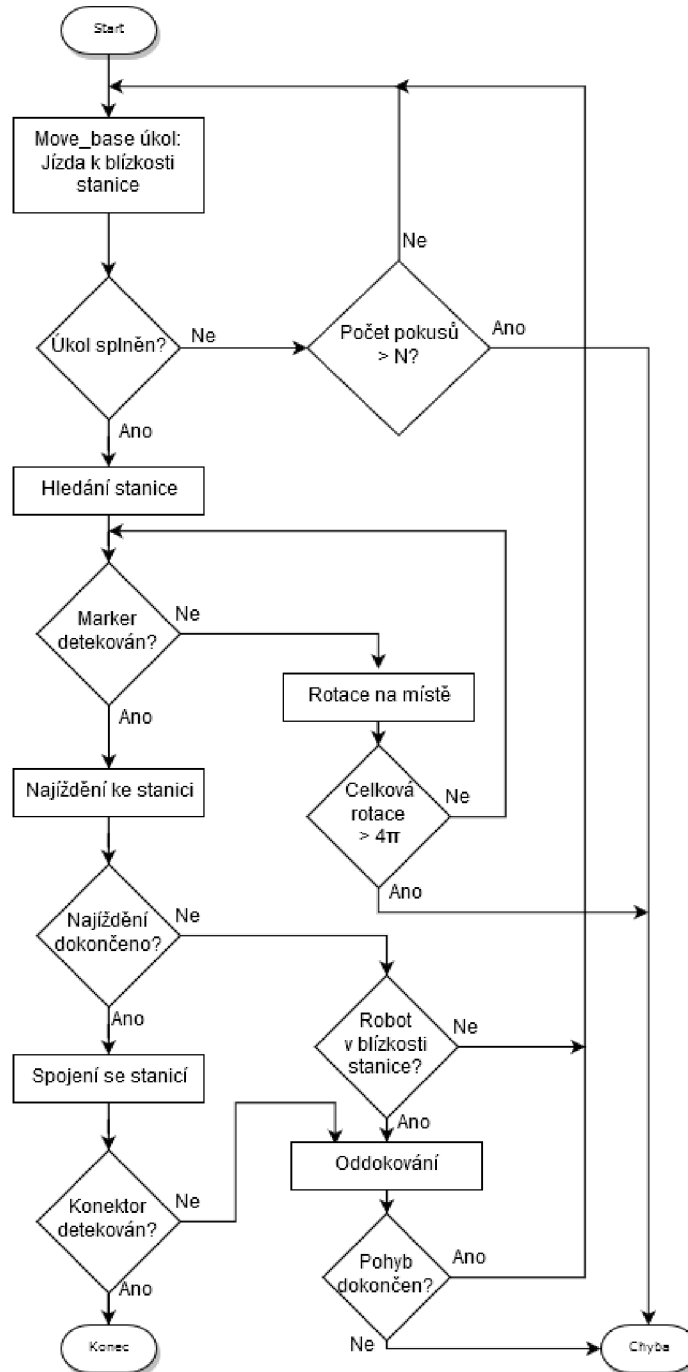 Start
Move_base úkol:
Jízda k blízkosti
stanice
Ne
Úkol splněn?
Ne
Počet pokusů
> N?
Ano
Ano
Hledání stanice
Marker
detekován?
Ne
Rotace na místě
Ano
Najíždění ke stanici
Celková
rotace
> 4π
Ne
Ano
Najíždění
dokončeno?
Ne
Robot
v blízkosti
stanice?
Ne
Ano
Spojení se stanicí
Ano
Oddokování
Konektor
detekován?
Ne
Pohyb
dokončen?
Ano
Ano
Ne
Konec
Chyba